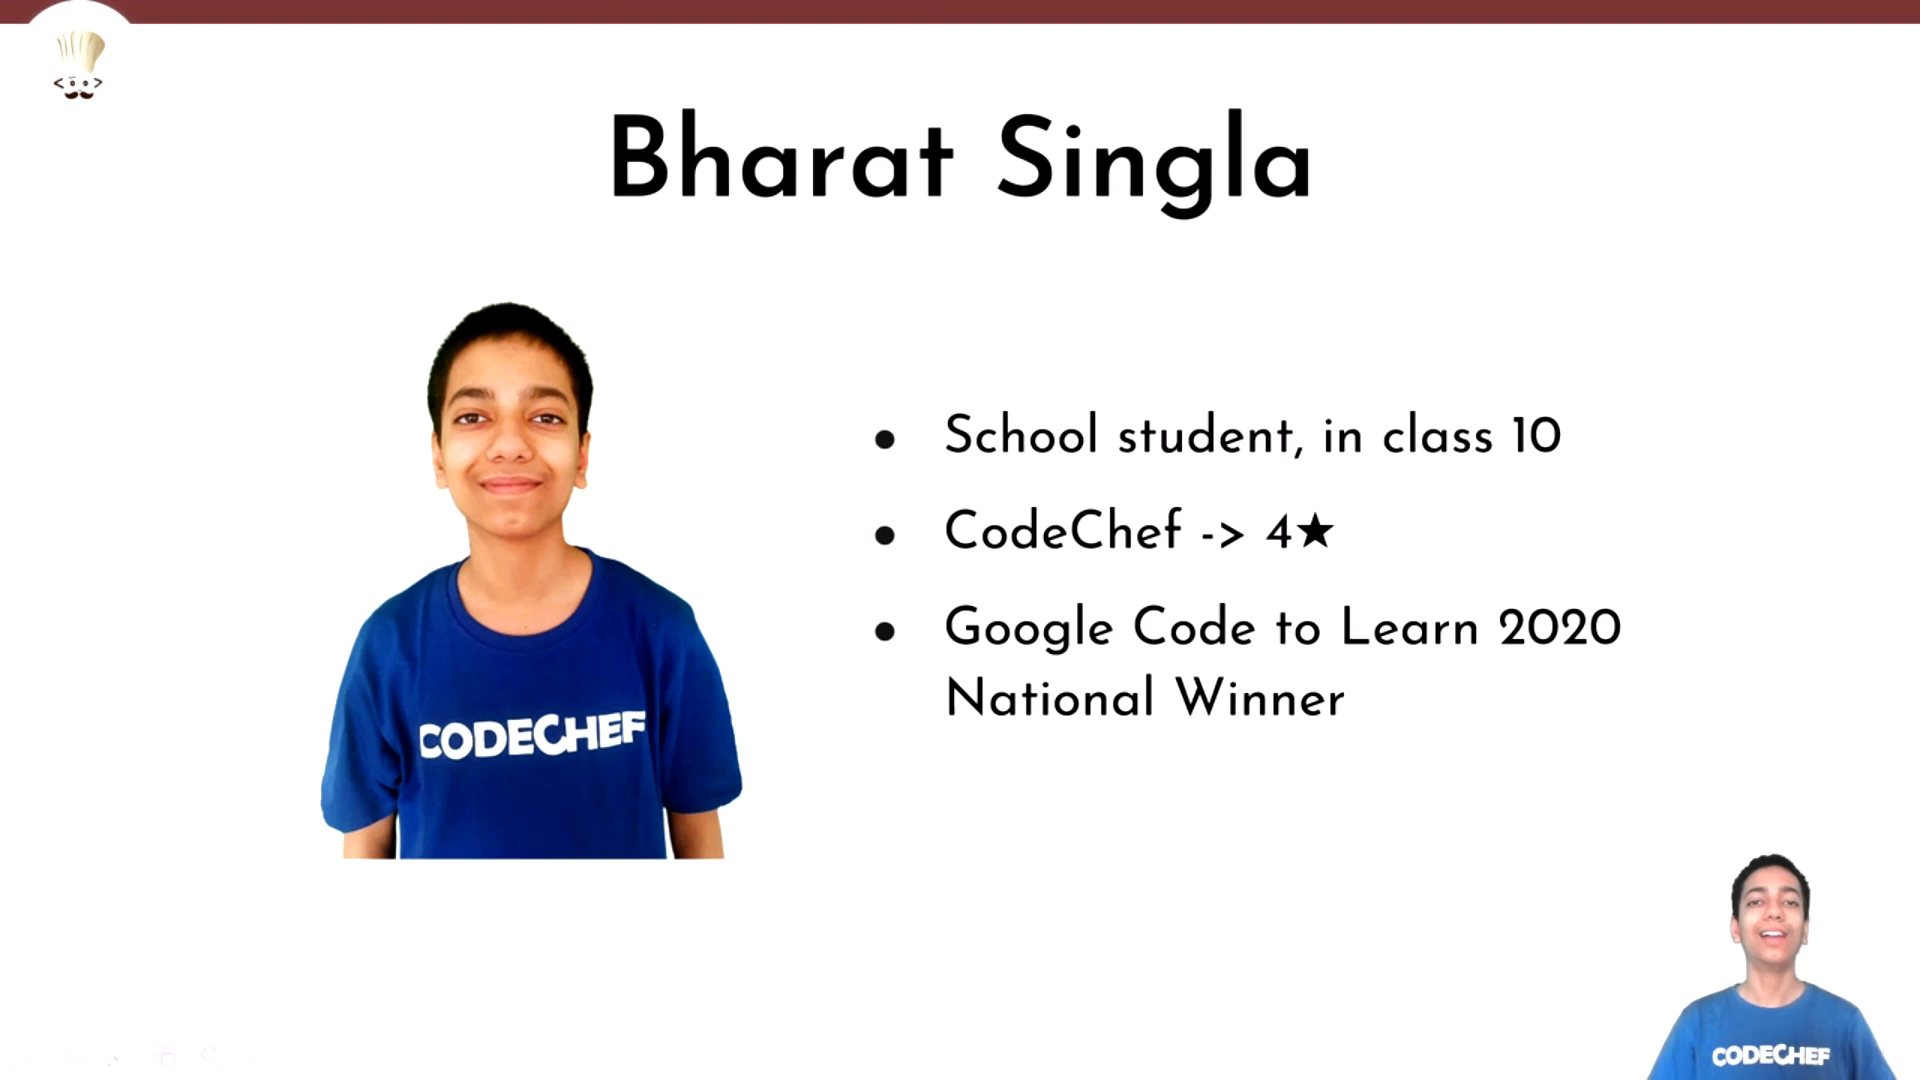 Bharat Singla
• School student, in class 10
• CodeChef -> 4★
• Google Code to Learn 2020
National Winner
CODECHEF
CODECHEF